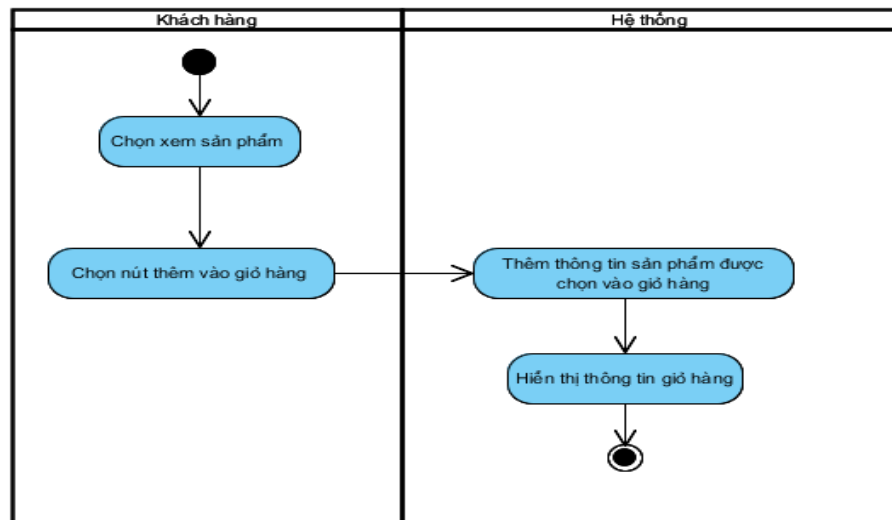 Khách hàng
Hệ thống
Chọn xem sản phẩm
Chọn nút thêm vào giỏ hàng
Thêm thông tin sản phẩm được
chọn vào giỏ hàng
Hiển thị thông tin giỏ hàng